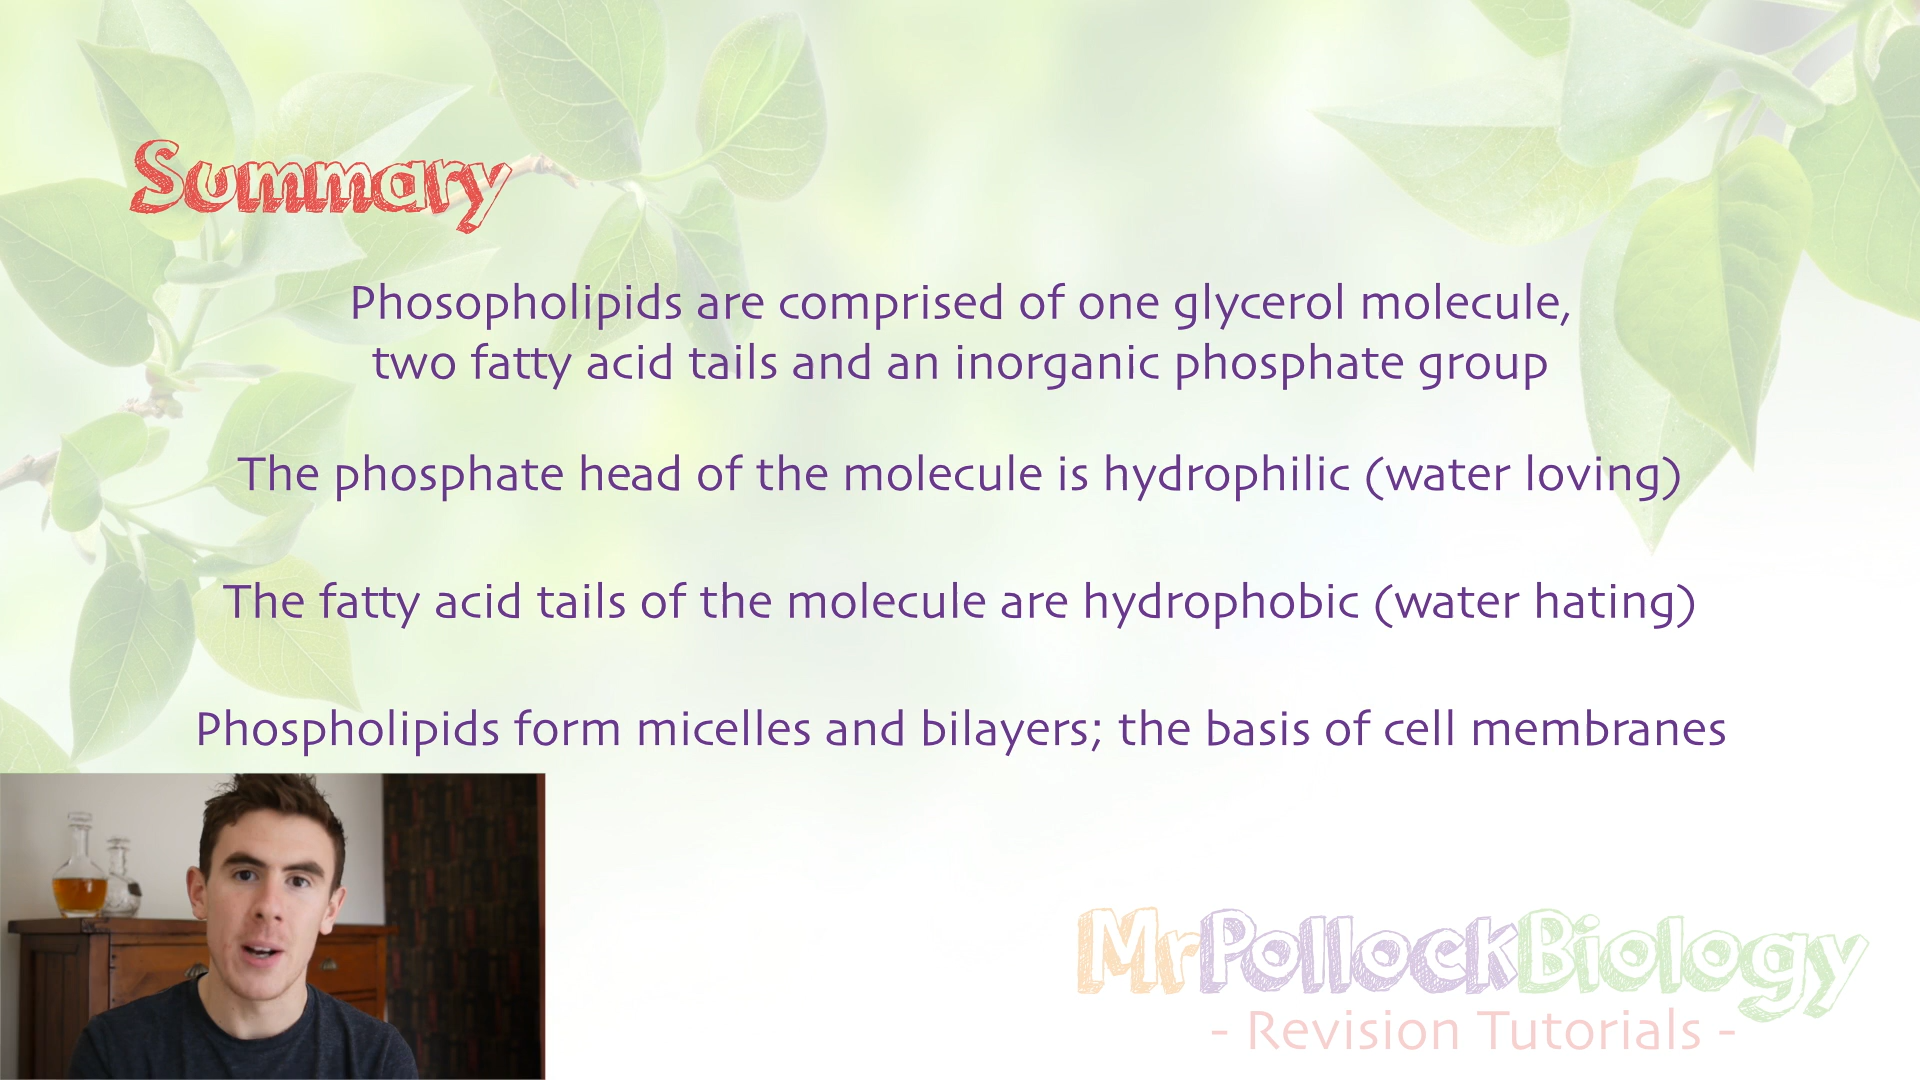 Summary
Phosopholipids are comprised of one glycerol molecule,
two fatty acid tails and an inorganic phosphate group
The phosphate head of the molecule is hydrophilic (water loving)
The fatty acid tails of the molecule are hydrophobic (water hating)
Phospholipids form micelles and bilayers; the basis of cell membranes
MrPollockBiology
- Revision Tutorials -